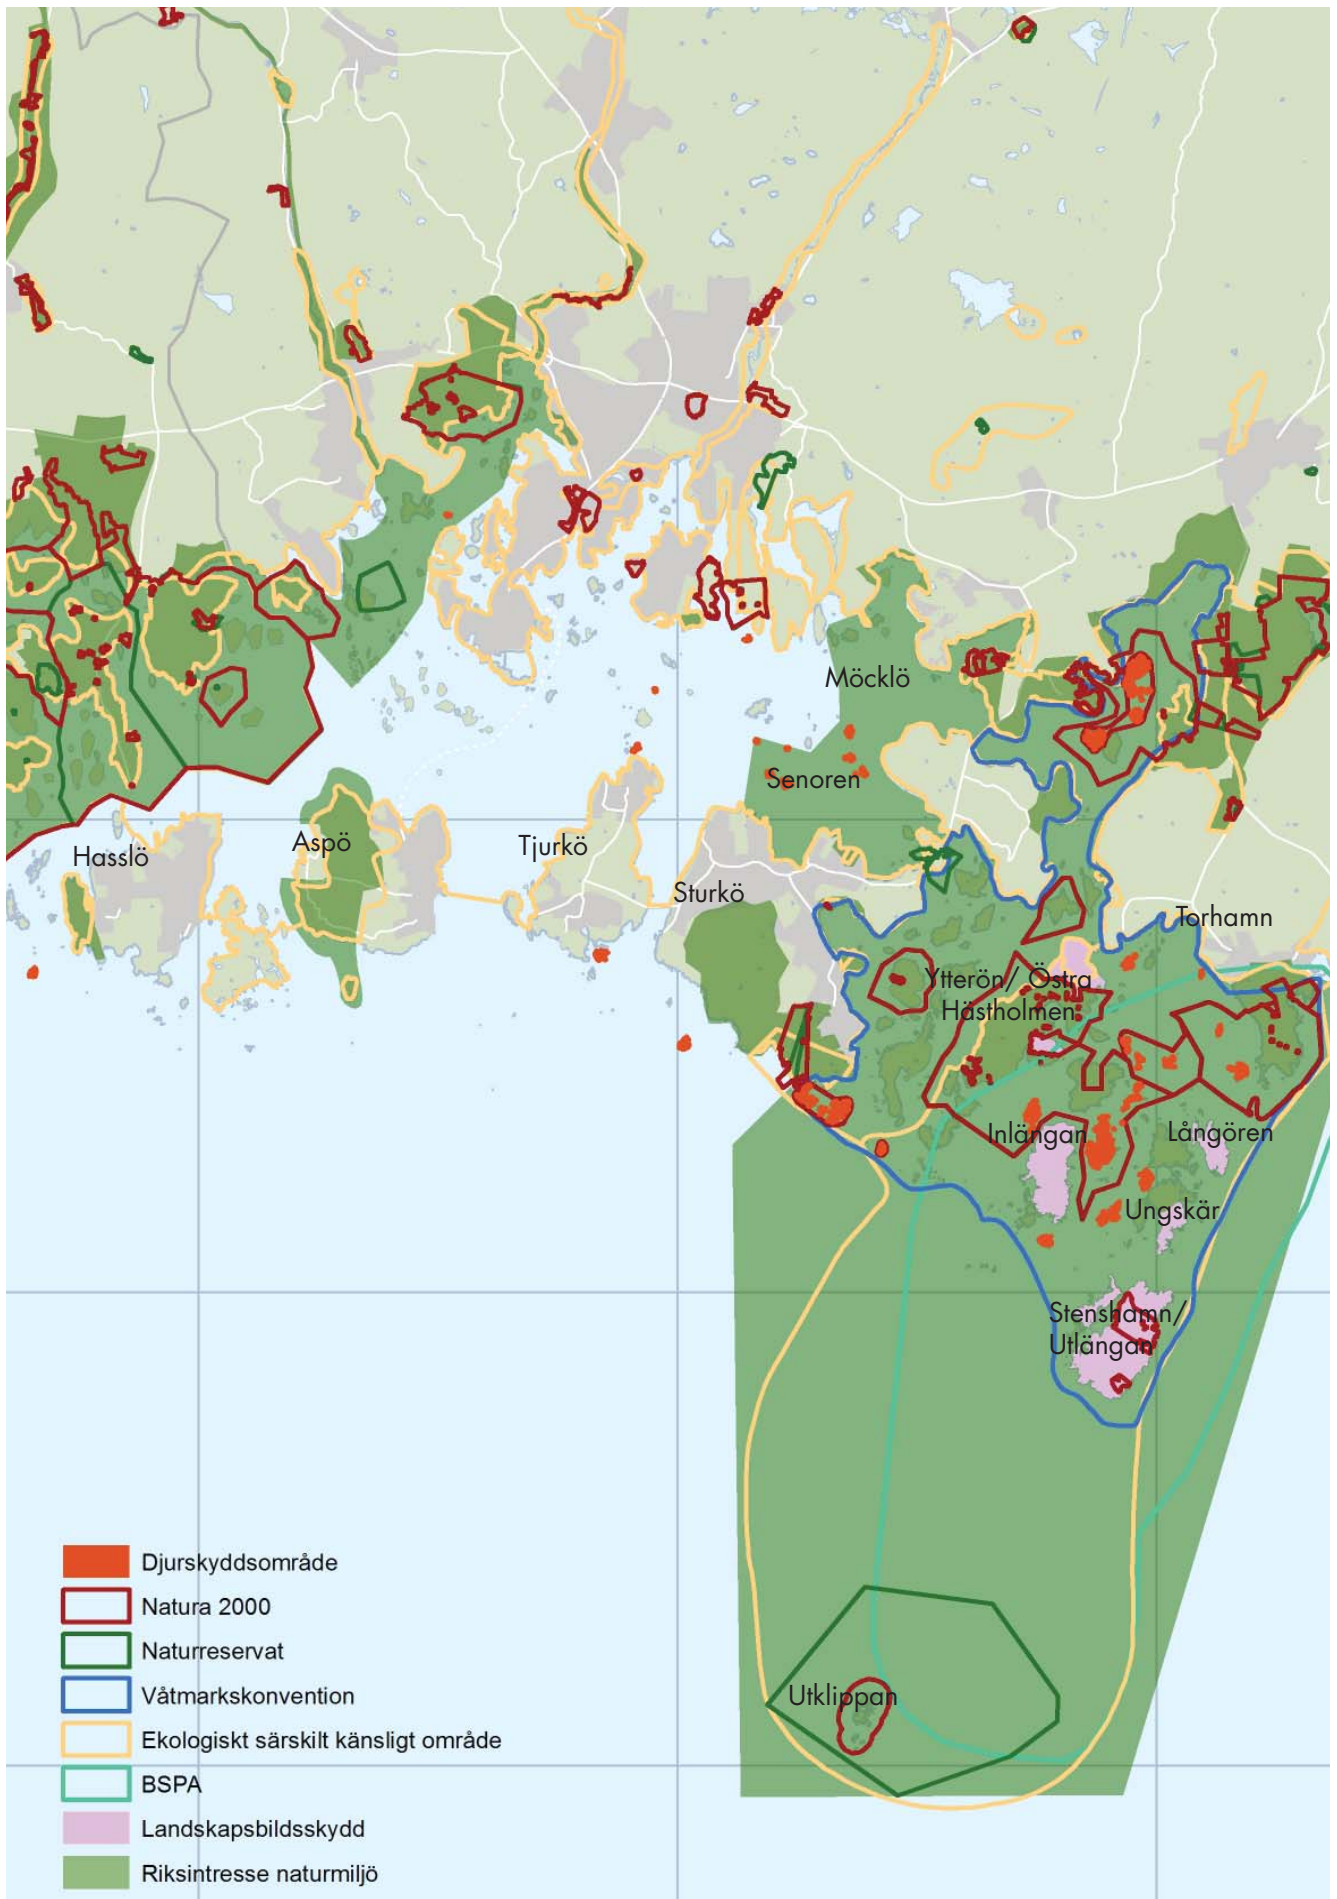 Möcklö
Senoren
Hasslö
Aspö
Tjurkö
Sturkö
Torhamn
Ytterön/ Östra
Hästholmen
Inlängan
Långören
Ungskär
Stenshamn/
Utlängan
Utklippan
Djurskyddsområde
Natura 2000
Naturreservat
Våtmarkskonvention
Ekologiskt särskilt känsligt område
BSPA
Landskapsbildsskydd
Riksintresse naturmiljö